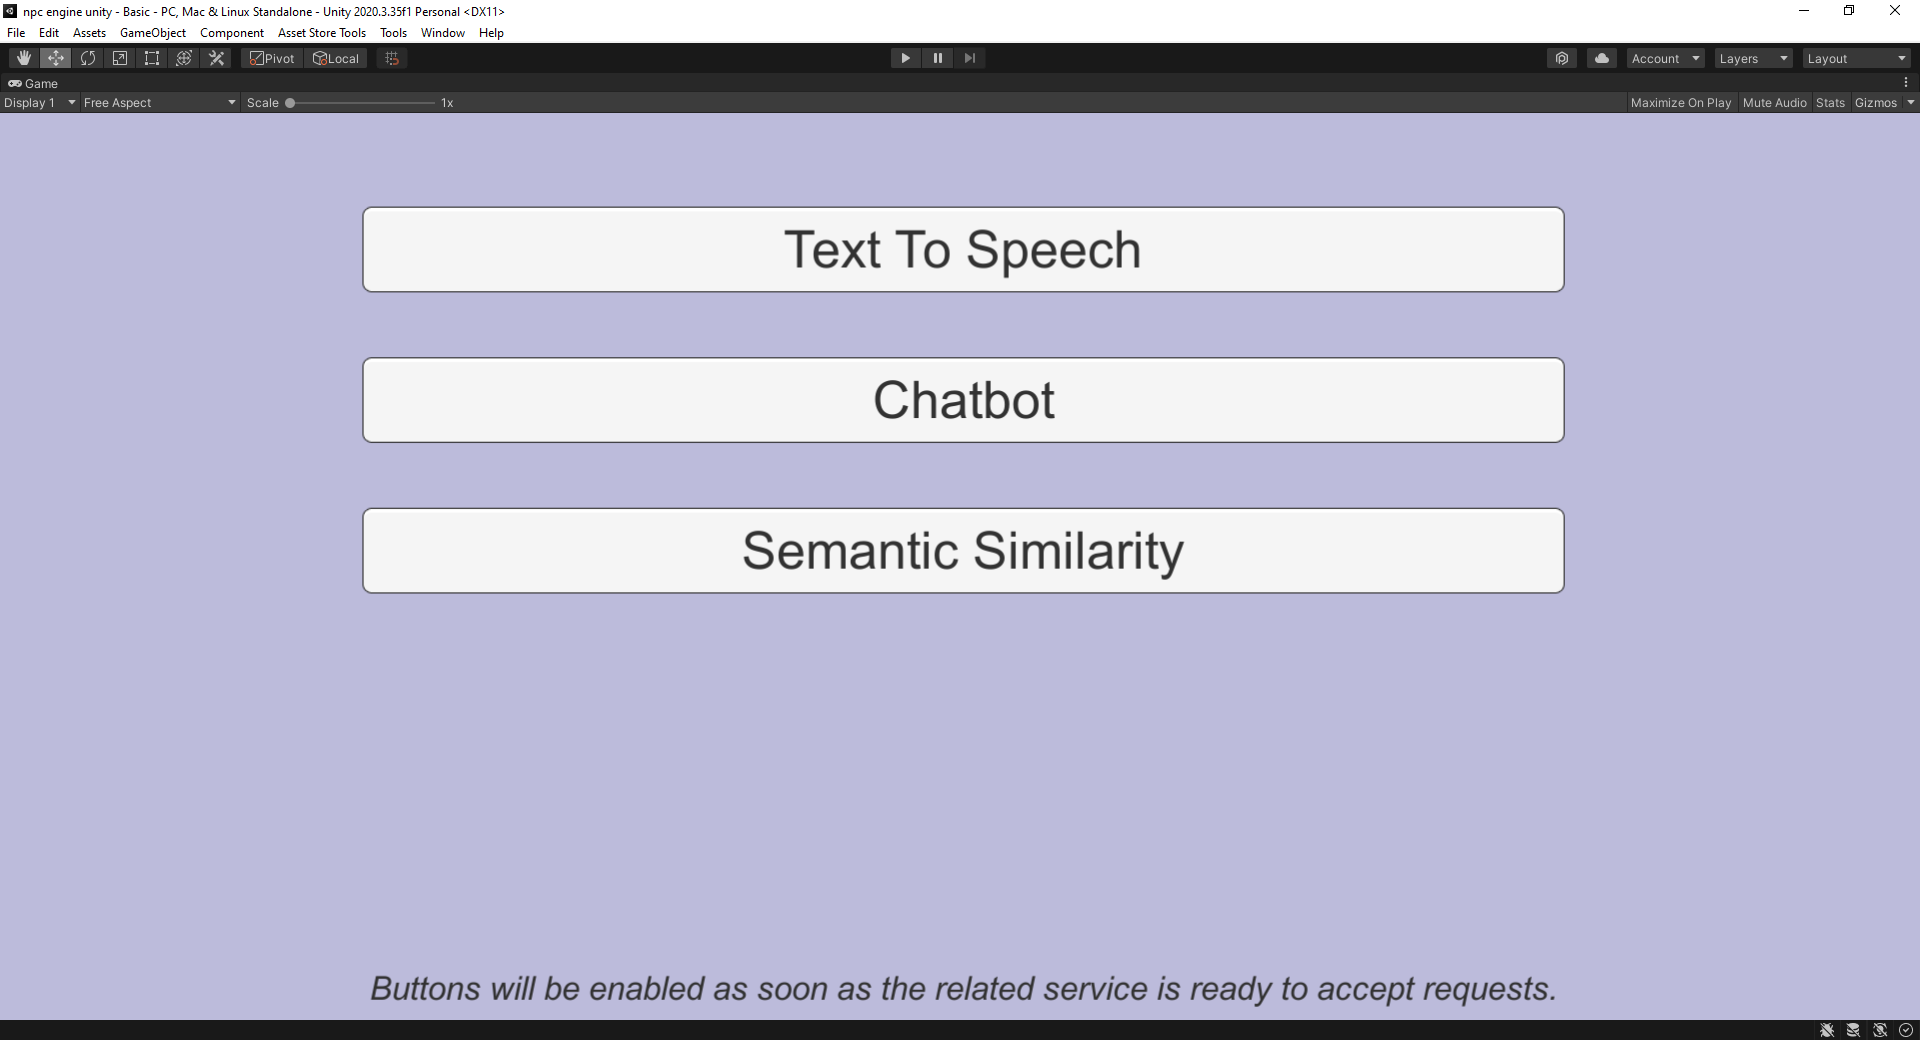 npc engine unity - Basic - PC, Mac & Linux Standalone - Unity 2020.3.35f1 Personal <DX11>
File Edit Assets GameObject Component Asset Store Tools Tools Window Help
Pivot Local Account Layers Layout
Game
Display 1 Free Aspect Scale 1x Maximize On Play Mute Audio Stats Gizmos
Text To Speech
Chatbot
Semantic Similarity
Buttons will be enabled as soon as the related service is ready to accept requests.